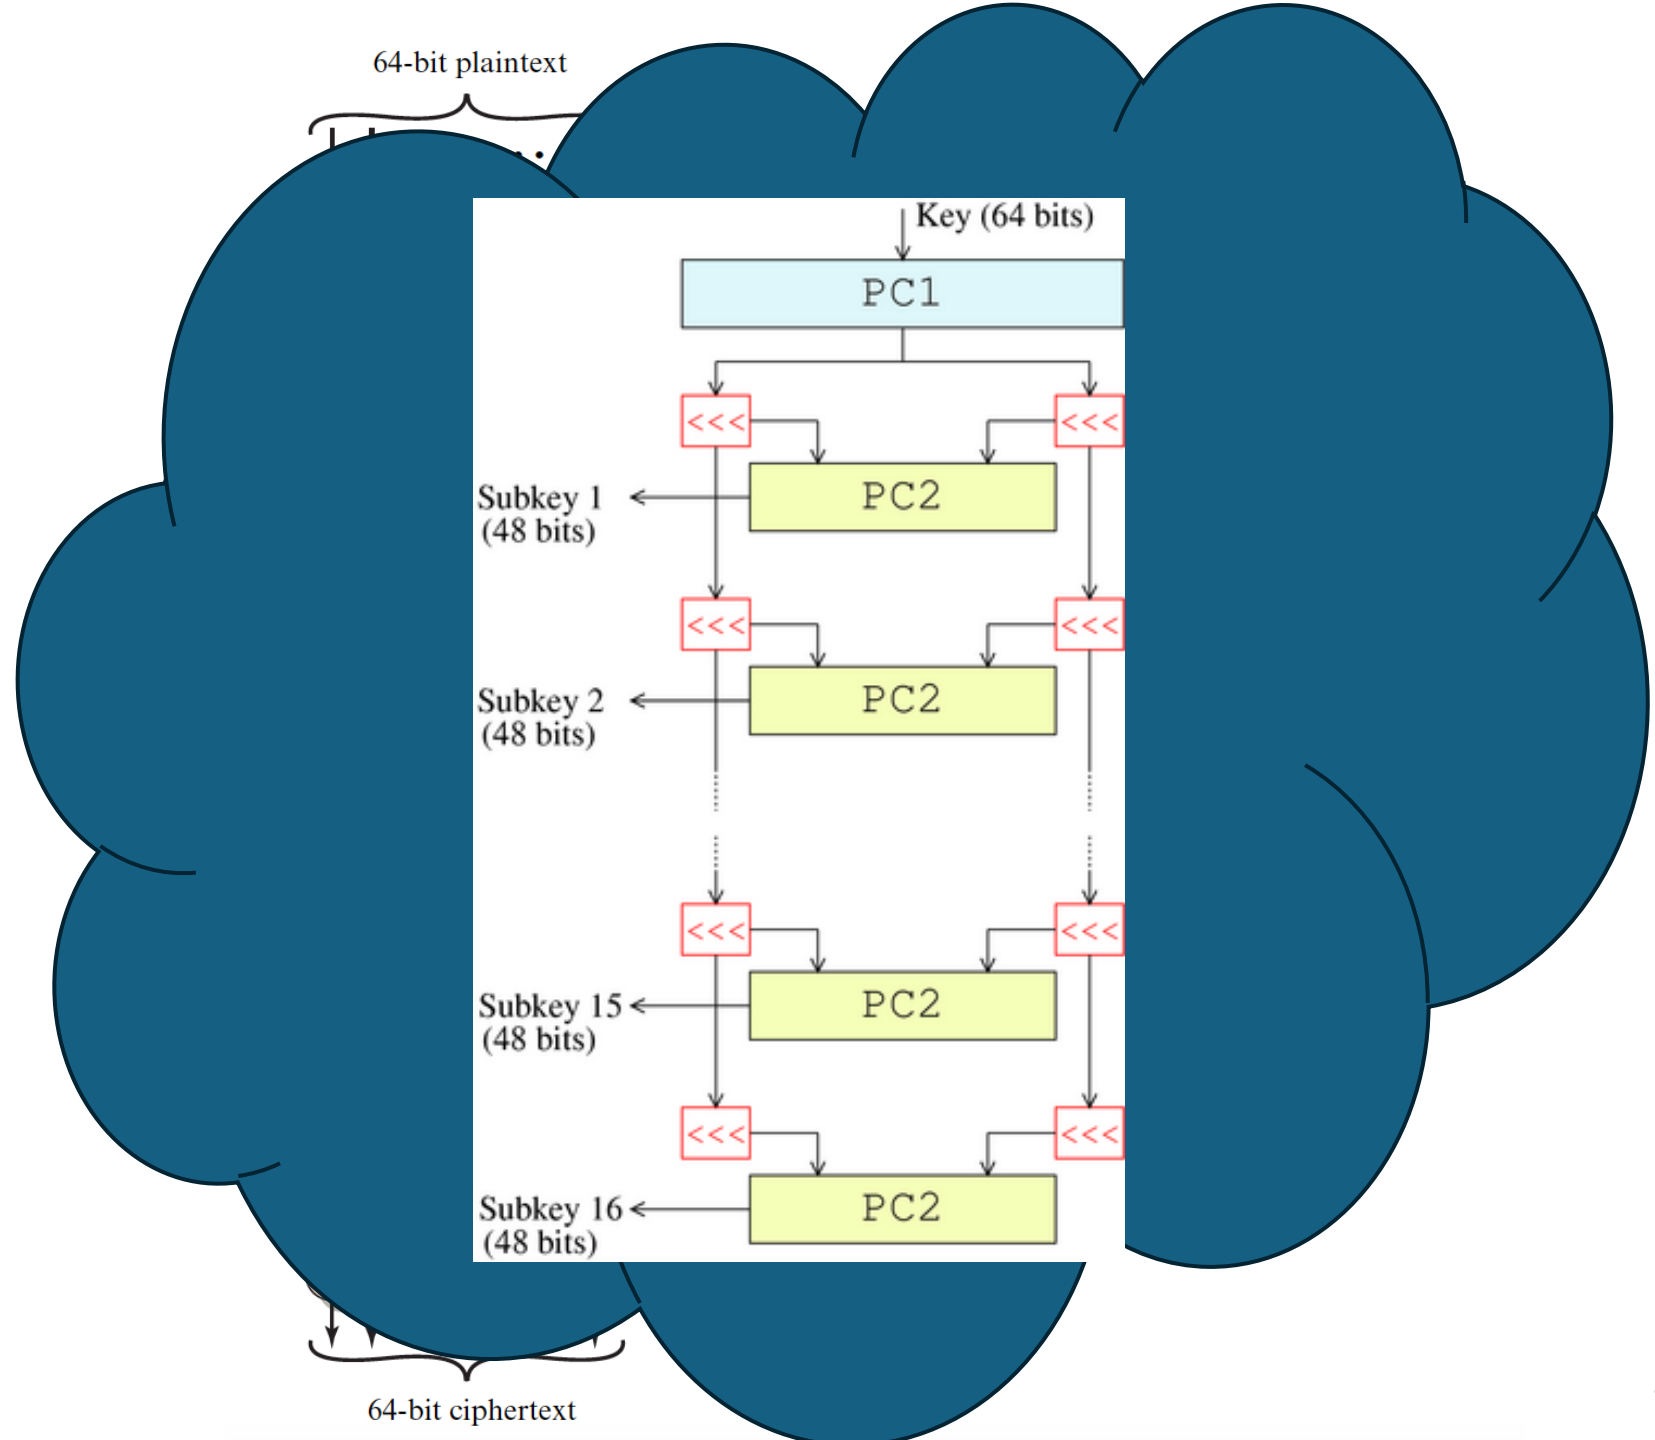 64-bit plaintext
Key (64 bits)
PC1
<<< <<<
PC2
Subkey 1
(48 bits)
<<< <<<
PC2
Subkey 2
(48 bits)
<<< <<<
PC2
Subkey 15
(48 bits)
<<< <<<
PC2
Subkey 16
(48 bits)
64-bit ciphertext